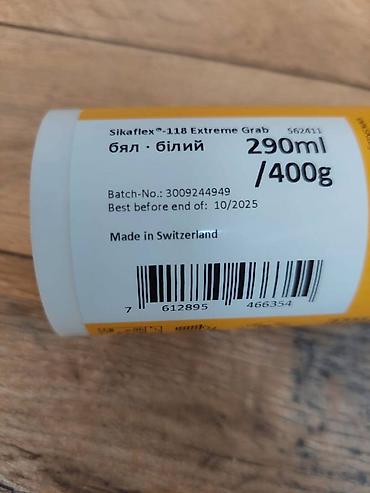 Sikaflex®-118 Extreme Grab 562411
бял · білий 290ml
/400g
Batch-No.: 3009244949
Best before end of: 10/2025
Made in Switzerland
7 612895 466354